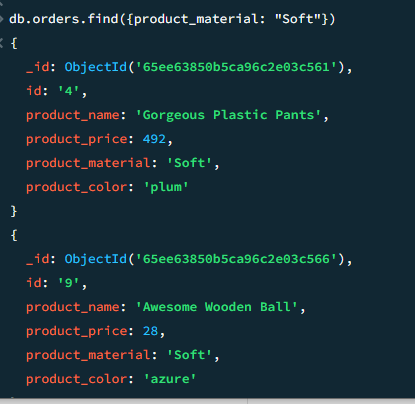 db.orders.find({product_material: "Soft"})
{
_id: ObjectId('65ee63850b5ca96c2e03c561'),
id: '4',
product_name: 'Gorgeous Plastic Pants',
product_price: 492,
product_material: 'Soft',
product_color: 'plum'
}
{
_id: ObjectId('65ee63850b5ca96c2e03c566'),
id: '9',
product_name: 'Awesome Wooden Ball',
product_price: 28,
product_material: 'Soft',
product_color: 'azure'